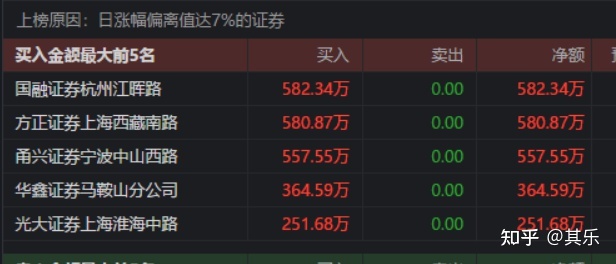 上榜原因：日涨幅偏离值达7%的证券
买入金额最大前5名 买入 卖出 净额
国融证券杭州江晖路 582.34万 0.00 582.34万
方正证券上海西藏南路 580.87万 0.00 580.87万
甬兴证券宁波中山西路 557.55万 0.00 557.55万
华鑫证券马鞍山分公司 364.59万 0.00 364.59万
光大证券上海淮海中路 251.68万 0.00 251.68万
知乎 @其乐